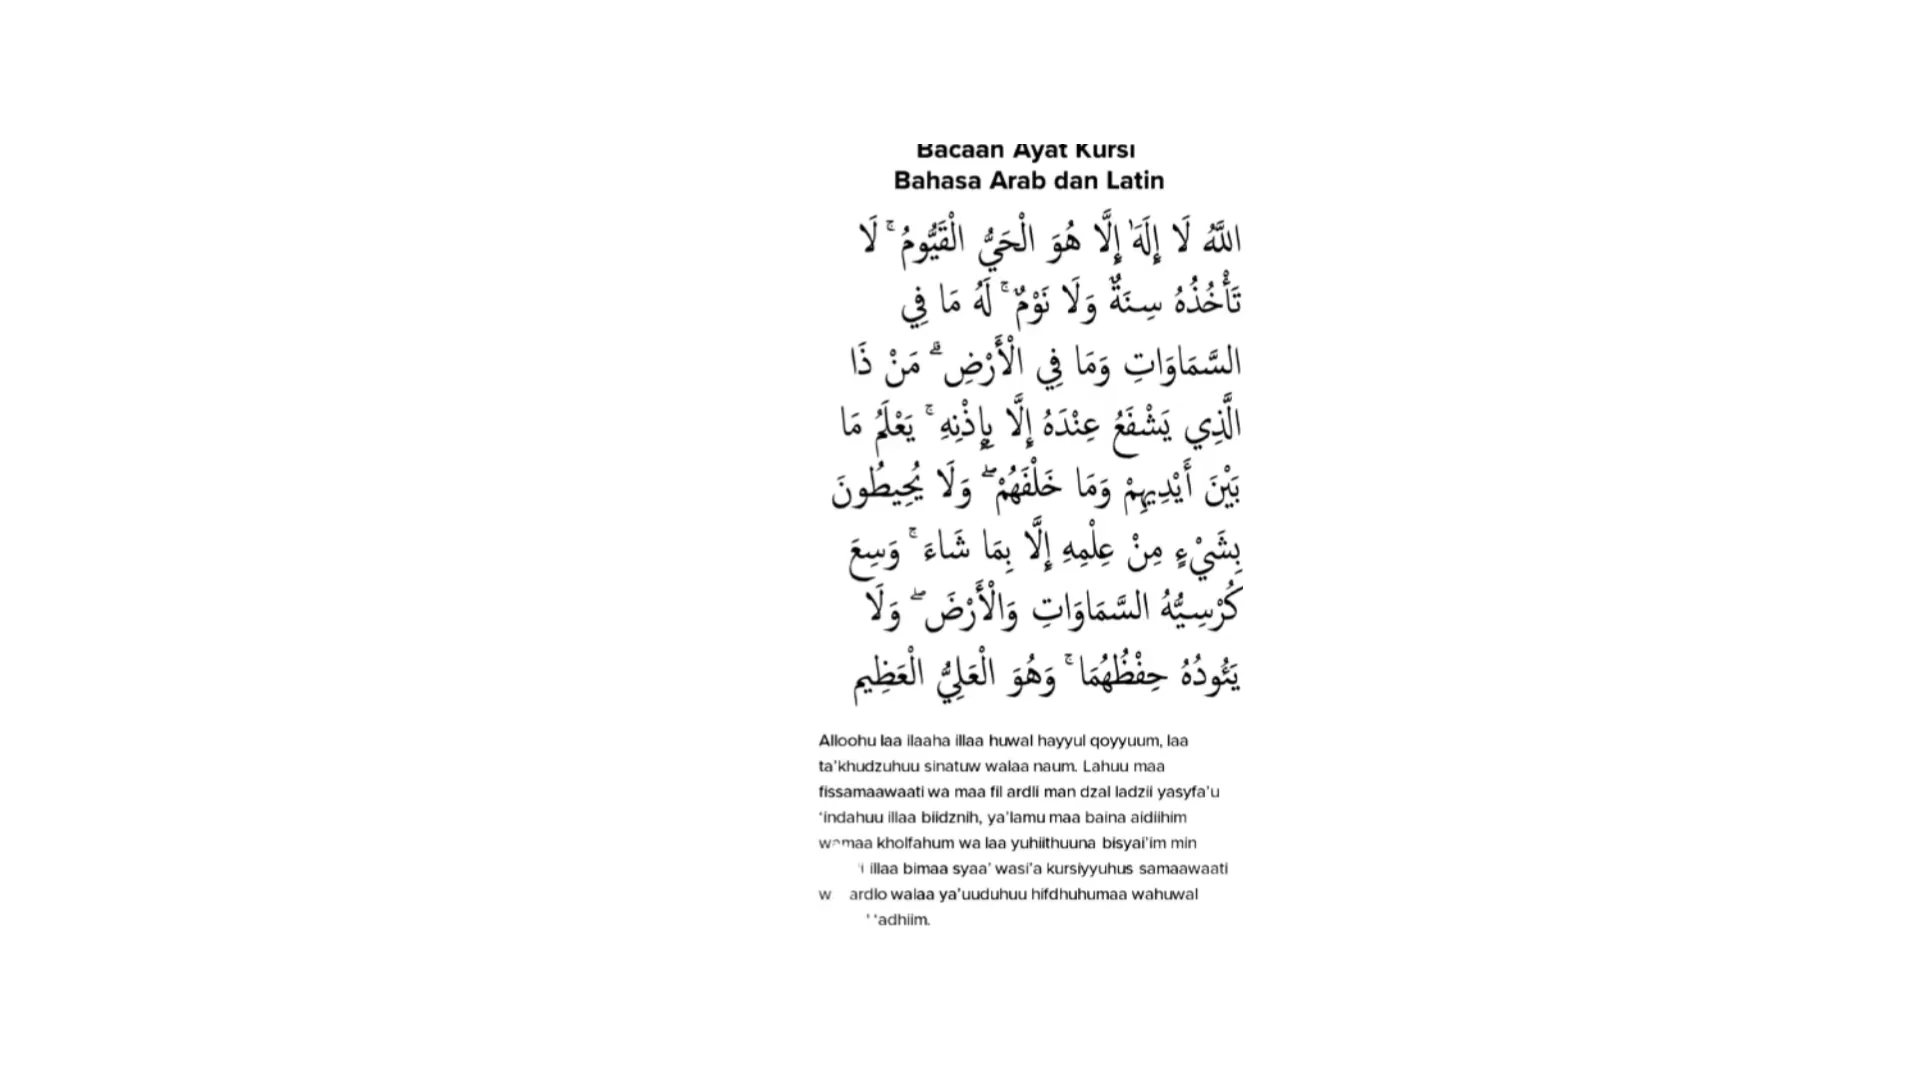 Bacaan Ayat Kursi
Bahasa Arab dan Latin
اللَّهُ لَا إِلَهَٰ إِلَّا هُوَ الْحَيُّ الْقَيُّومُ ۚ لَا
تَأْخُذُهُ سِنَةٌ وَلَا نَوْمٌ ۚ لَهُ مَا فِي
السَّمَاوَاتِ وَمَا فِي الْأَرْضِ ۗ مَنْ ذَا
الَّذِي يَشْفَعُ عِنْدَهُ إِلَّا بِإِذْنِهِ ۚ يَعْلَمُ مَا
بَيْنَ أَيْدِيهِمْ وَمَا خَلْفَهُمْ ۖ وَلَا يُحِيطُونَ
بِشَيْءٍ مِنْ عِلْمِهِ إِلَّا بِمَا شَاءَ ۚ وَسِعَ
كُرْسِيُّهُ السَّمَاوَاتِ وَالْأَرْضَ ۖ وَلَا
يَئُودُهُ حِفْظُهُمَا ۚ وَهُوَ الْعَلِيُّ الْعَظِيم
Alloohu laa ilaaha illaa huwal hayyul qoyyuum, laa
ta'khudzuhuu sinatuw walaa naum. Lahuu maa
fissamaawaati wa maa fil ardli man dzal ladzii yasyfa'u
'indahuu illaa biidznih, ya'lamu maa baina aidiihim
wamaa kholfahum wa laa yuhiithuuna bisyai'im min
illaa bimaa syaa' wasi'a kursiyyuhus samaawaati
ardlo walaa ya'uuduhuu hifdhuhumaa wahuwal
'adhiim.